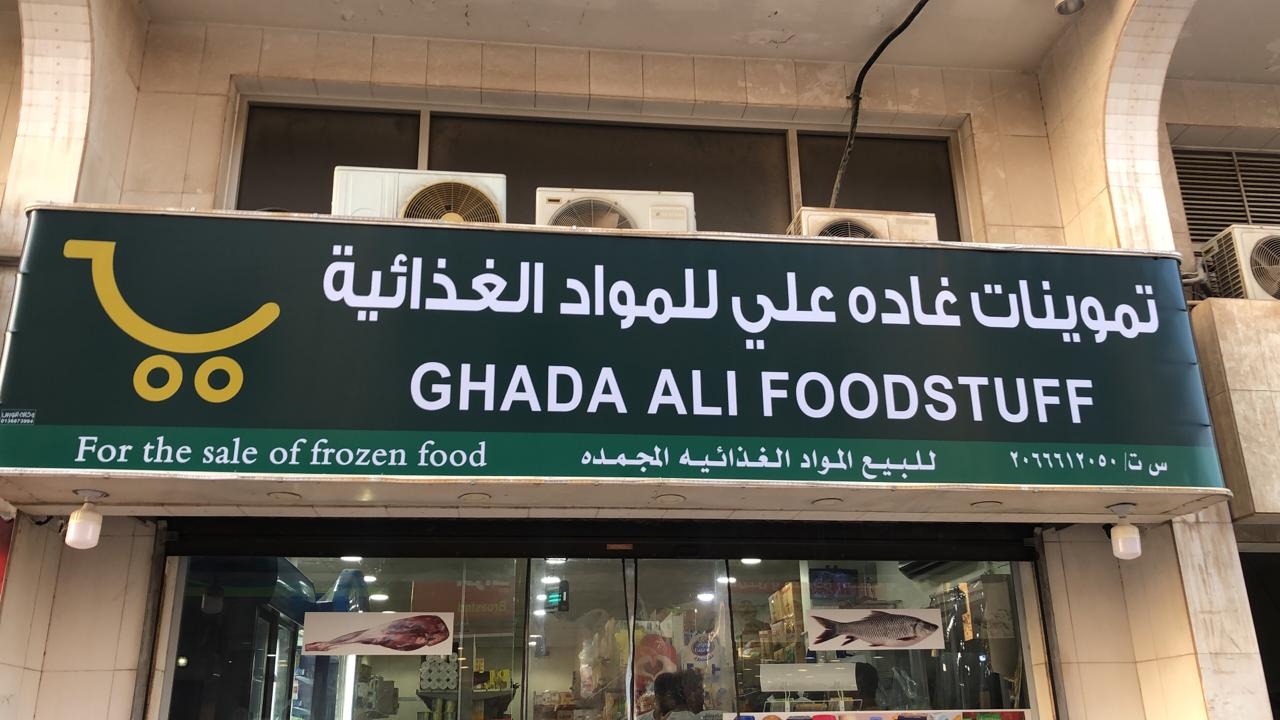 تموينات غاده علي للمواد الغذائية
GHADA ALI FOODSTUFF
For the sale of frozen food
للبيع المواد الغذائيه المجمده
س ت/ ٢٠٦٦٦١٢٠٥٠